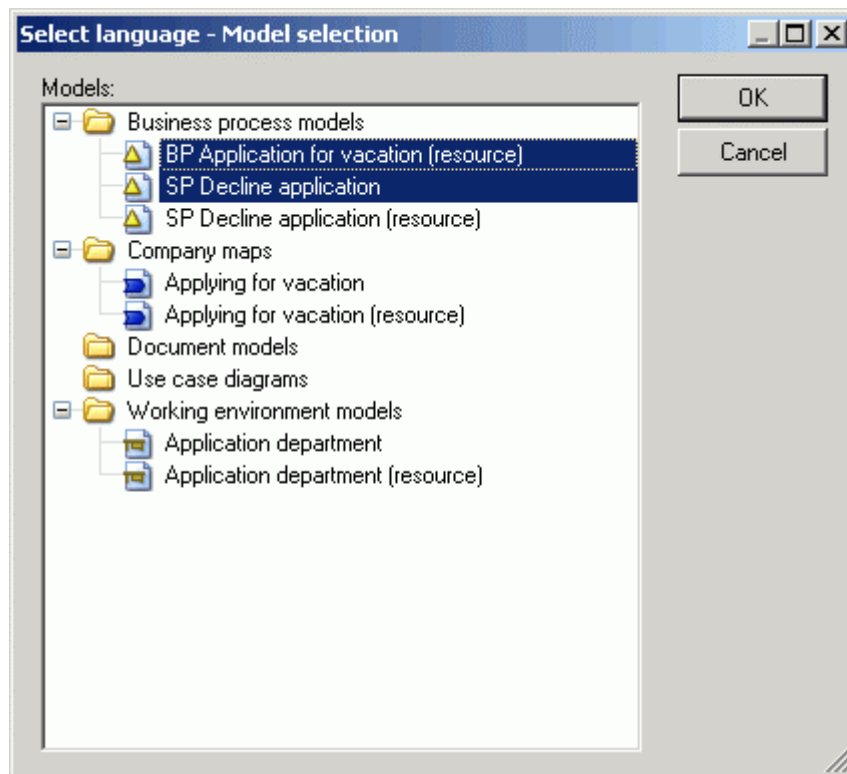 Select language - Model selection
Models:
OK
Cancel
Business process models
BP Application for vacation (resource)
SP Decline application
SP Decline application (resource)
Company maps
Applying for vacation
Applying for vacation (resource)
Document models
Use case diagrams
Working environment models
Application department
Application department (resource)